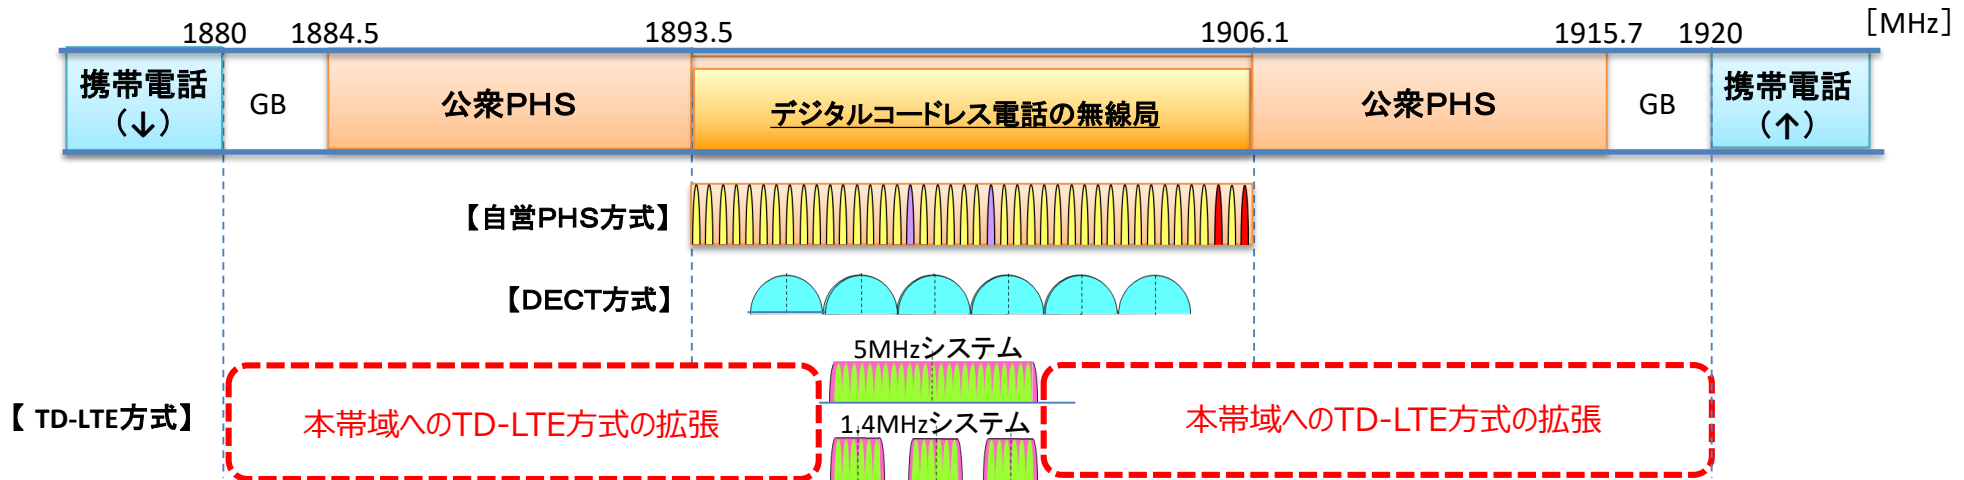 1880 1884.5 1893.5 1906.1 1915.7 1920 [MHz]
携帯電話
(↓)
GB
公衆PHS
デジタルコードレス電話の無線局
公衆PHS
GB
携帯電話
(↑)
【自営PHS方式】
【DECT方式】
5MHzシステム
【 TD-LTE方式】
本帯域へのTD-LTE方式の拡張
1.4MHzシステム
本帯域へのTD-LTE方式の拡張